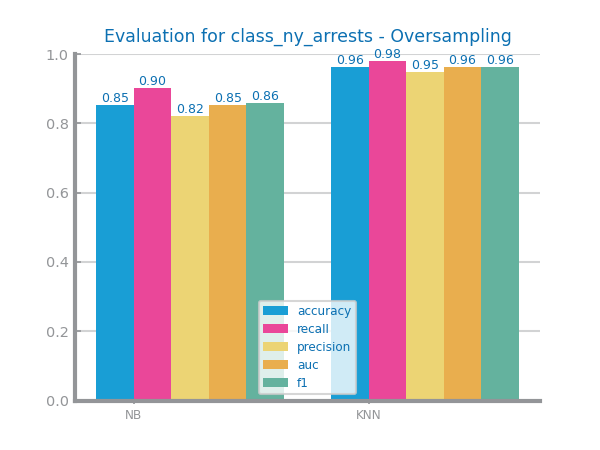 Evaluation for class_ny_arrests - Oversampling
1.0
0.8
0.6
0.4
0.2
0.0
0.85 0.90 0.82 0.85 0.86 0.96 0.98 0.95 0.96 0.96
accuracy
recall
precision
auc
f1
NB KNN